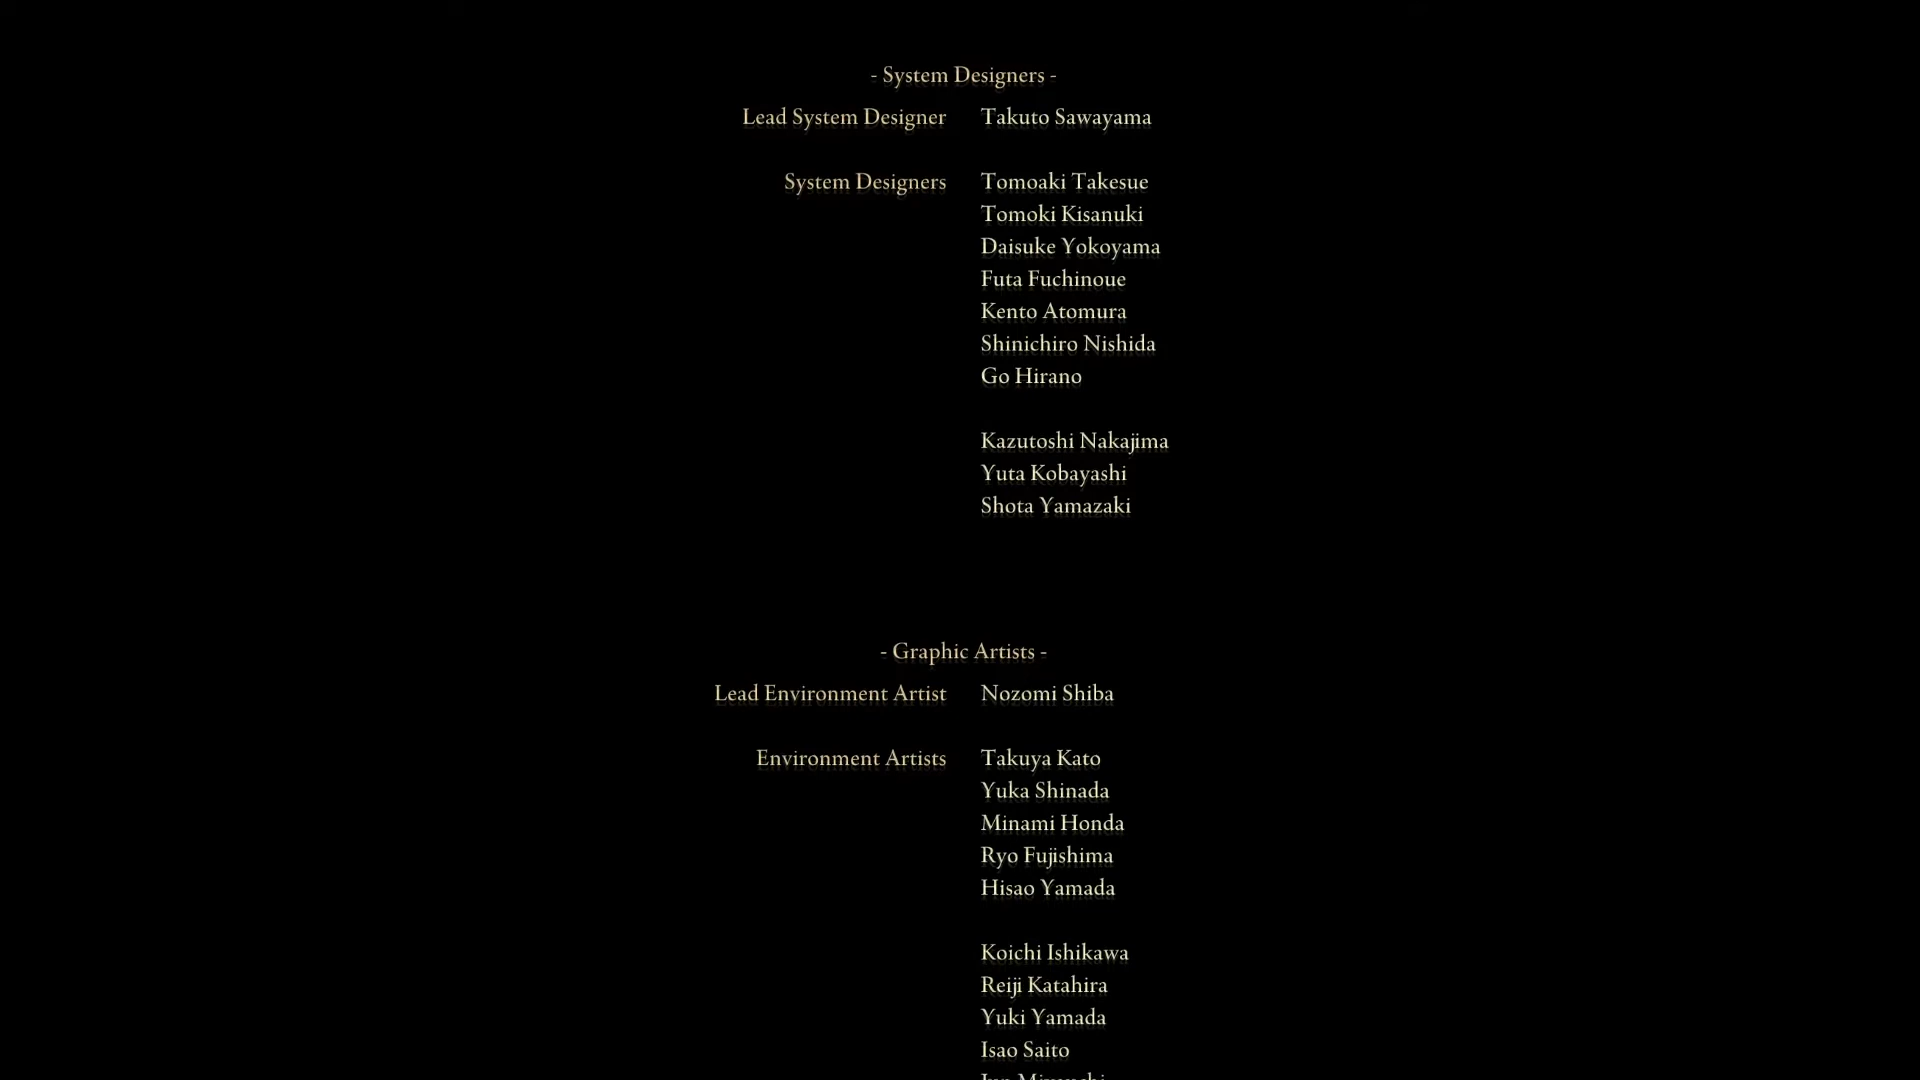 - System Designers -
Lead System Designer Takuto Sawayama
System Designers Tomoaki Takesue
Tomoki Kisanuki
Daisuke Yokoyama
Futa Fuchinoue
Kento Atomura
Shinichiro Nishida
Go Hirano
Kazutoshi Nakajima
Yuta Kobayashi
Shota Yamazaki
- Graphic Artists -
Lead Environment Artist Nozomi Shiba
Environment Artists Takuya Kato
Yuka Shinada
Minami Honda
Ryo Fujishima
Hisao Yamada
Koichi Ishikawa
Reiji Katahira
Yuki Yamada
Isao Saito